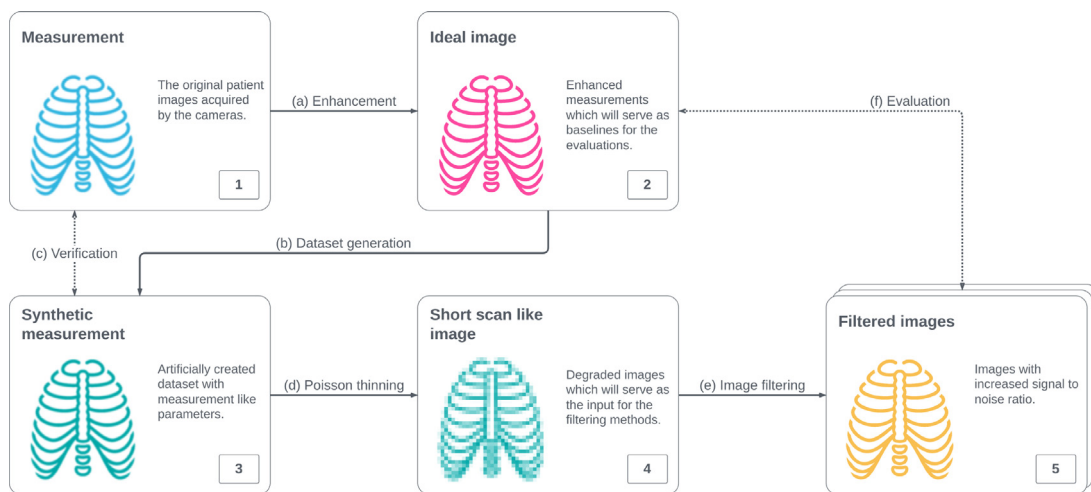 Measurement
The original patient
images acquired
by the cameras.
1
(a) Enhancement
Ideal image
Enhanced
measurements
which will serve as
baselines for the
evaluations.
2
(f) Evaluation
(b) Dataset generation
(c) Verification
Synthetic
measurement
Artificially created
dataset with
measurement like
parameters.
3
(d) Poisson thinning
Short scan like
image
Degraded images
which will serve as
the input for the
filtering methods.
4
(e) Image filtering
Filtered images
Images with
increased signal to
noise ratio.
5